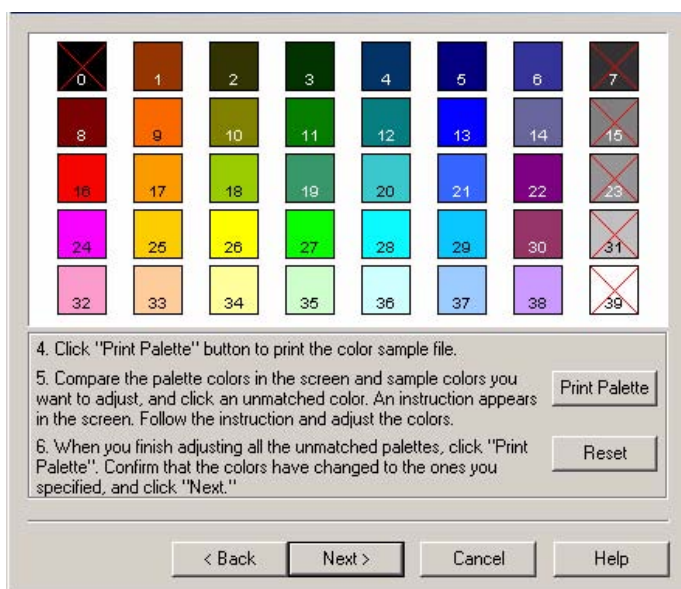 0 1 2 3 4 5 6 7
8 9 10 11 12 13 14 15
16 17 18 19 20 21 22 23
24 25 26 27 28 29 30 31
32 33 34 35 36 37 38 39
4. Click "Print Palette" button to print the color sample file.
5. Compare the palette colors in the screen and sample colors you
want to adjust, and click an unmatched color. An instruction appears
in the screen. Follow the instruction and adjust the colors.
Print Palette
6. When you finish adjusting all the unmatched palettes, click "Print
Palette". Confirm that the colors have changed to the ones you
specified, and click "Next."
Reset
< Back Next > Cancel Help